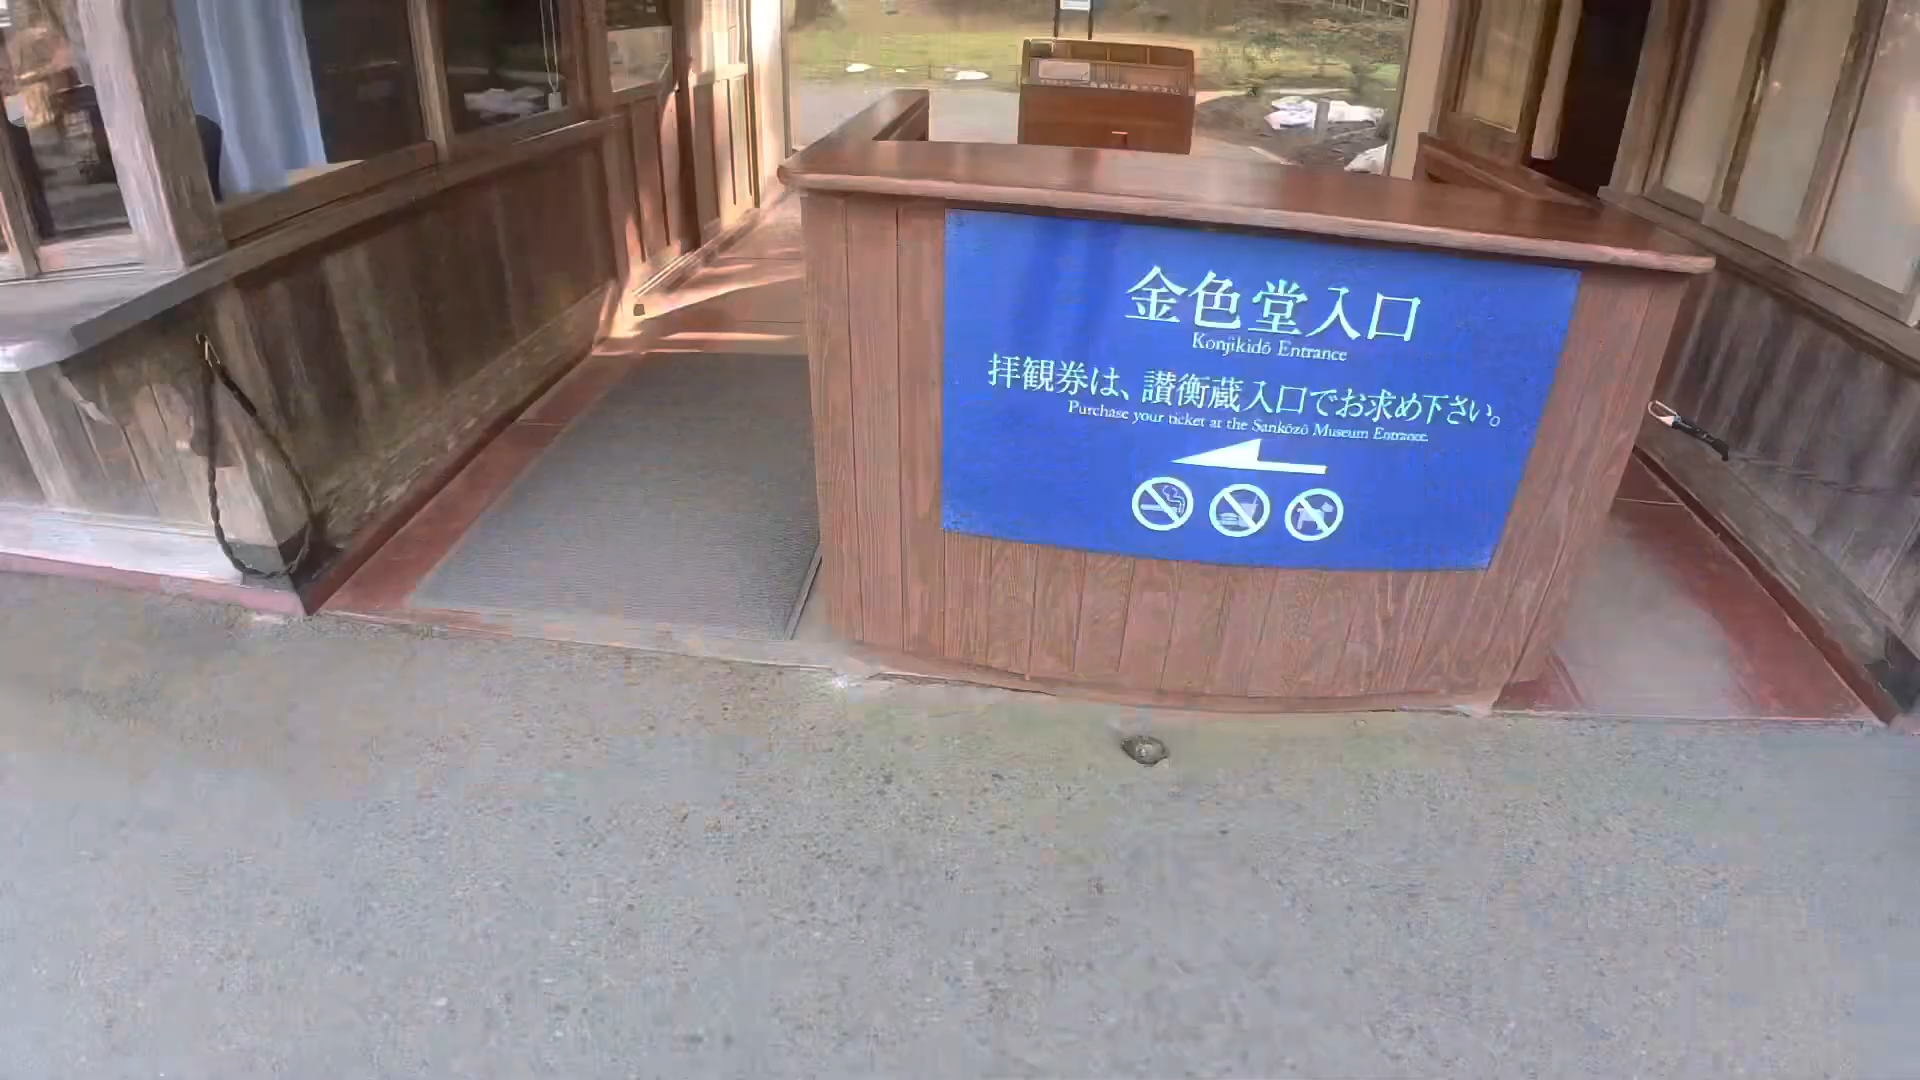 金色堂入口
Konjikidō Entrance
拝観券は、讃衡蔵入口でお求め下さい。
Purchase your ticket at the Sankōzō Museum Entrance.